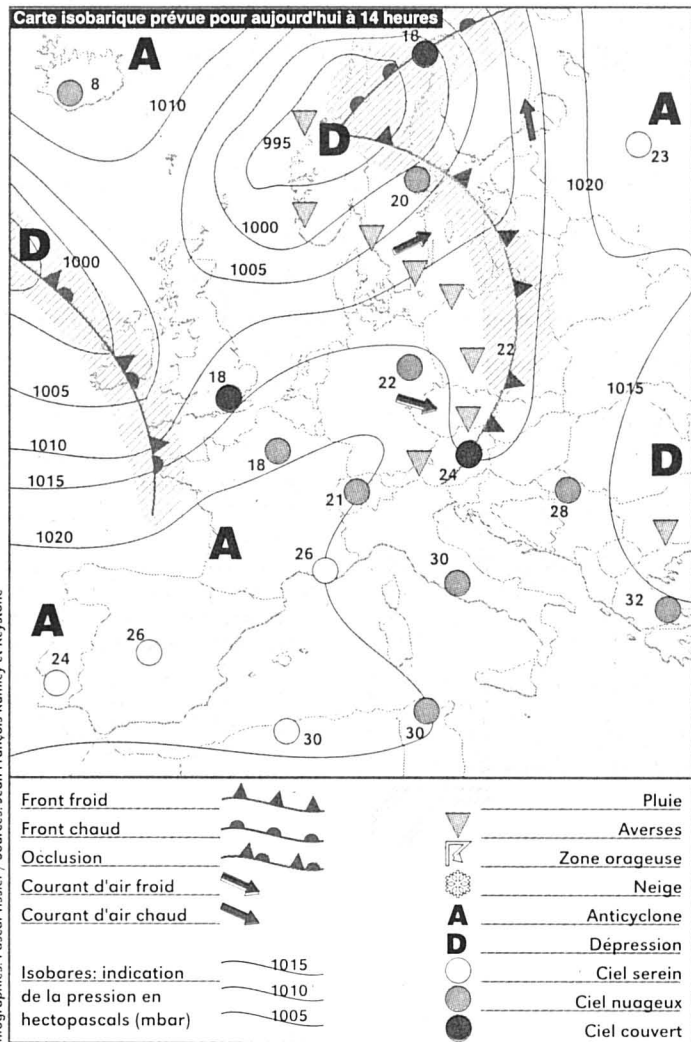 Carte isobarique prévue pour aujourd'hui à 14 heures
A
18
8
1010
A
995
D
23
20
1020
D
1000
1000
1005
22
1015
22
1005
18
1010
18
24
D
1015
21
28
1020
A
26
30
32
A
26
24
30
30
Front froid
Front chaud
Occlusion
Courant d'air froid
Courant d'air chaud
Isobares: indication
de la pression en
hectopascals (mbar)
1015
1010
1005
Pluie
Averses
Zone orageuse
Neige
A Anticyclone
D Dépression
Ciel serein
Ciel nuageux
Ciel couvert